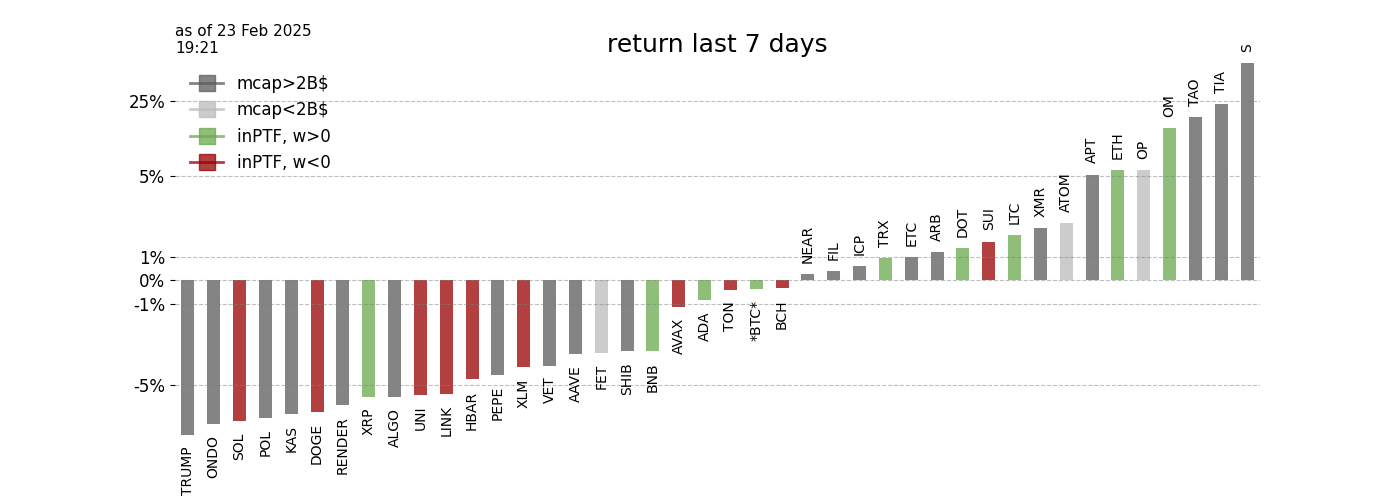 as of 23 Feb 2025
19:21
return last 7 days
mcap>2B$
mcap<2B$
inPTF, w>0
inPTF, w<0
25%
5%
1%
0%
-1%
-5%
TRUMP
ONDO
SOL
POL
KAS
DOGE
RENDER
XRP
ALGO
UNI
LINK
HBAR
PEPE
XLM
VET
AAVE
FET
SHIB
BNB
AVAX
ADA
TON
*BTC*
BCH
NEAR
FIL
ICP
TRX
ETC
ARB
DOT
SUI
LTC
XMR
ATOM
APT
ETH
OP
OM
TAO
TIA
S